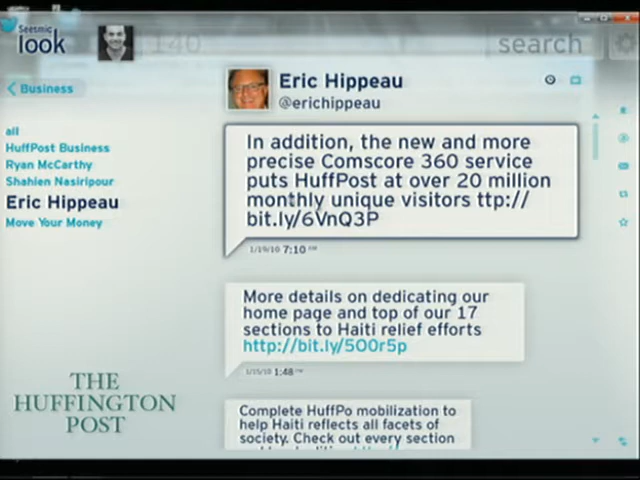 Seesmic
look
140
search
Business
Eric Hippeau
@erichippeau
all
HuffPost Business
Ryan McCarthy
Shahien Nasiripour
Eric Hippeau
Move Your Money
In addition, the new and more
precise Comscore 360 service
puts HuffPost at over 20 million
monthly unique visitors ttp://
bit.ly/6VnQ3P
1/19/10 7:10
More details on dedicating our
home page and top of our 17
sections to Haiti relief efforts
http://bit.ly/5O0r5p
1/15/10 1:48
Complete HuffPo mobilization to
help Haiti reflects all facets of
society. Check out every section
THE
HUFFINGTON
POST